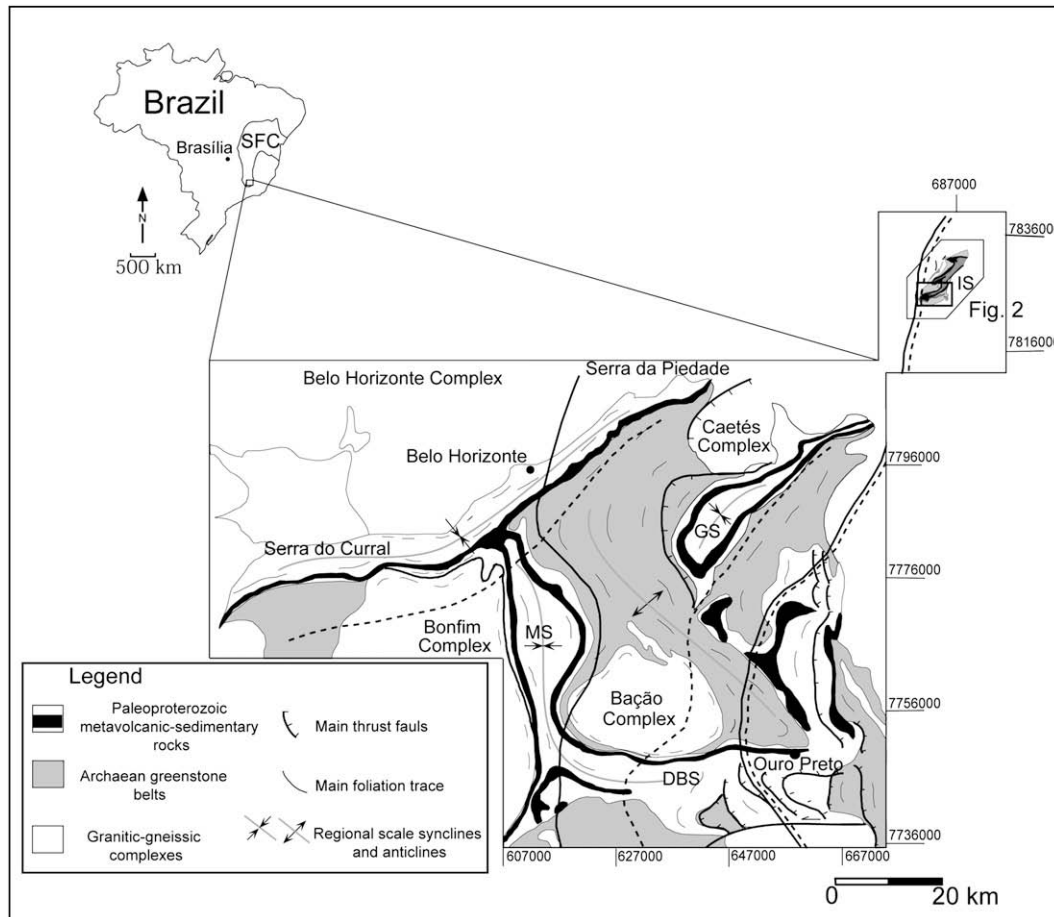 Brazil
SFC
Brasília
N
500 km
687000
783600
IS
Fig. 2
7816000
Serra da Piedade
Belo Horizonte Complex
Caetés
Complex
Belo Horizonte
7796000
GS
Serra do Curral
7776000
Bonfim
Complex
MS
Bação
Complex
7756000
Ouro Preto
DBS
7736000
607000
627000
647000
667000
0
20 km
Legend
Paleoproterozoic
metavolcanic-sedimentary
rocks
Main thrust fauls
Archaean greenstone
belts
Main foliation trace
Granitic-gneissic
complexes
Regional scale synclines
and anticlines